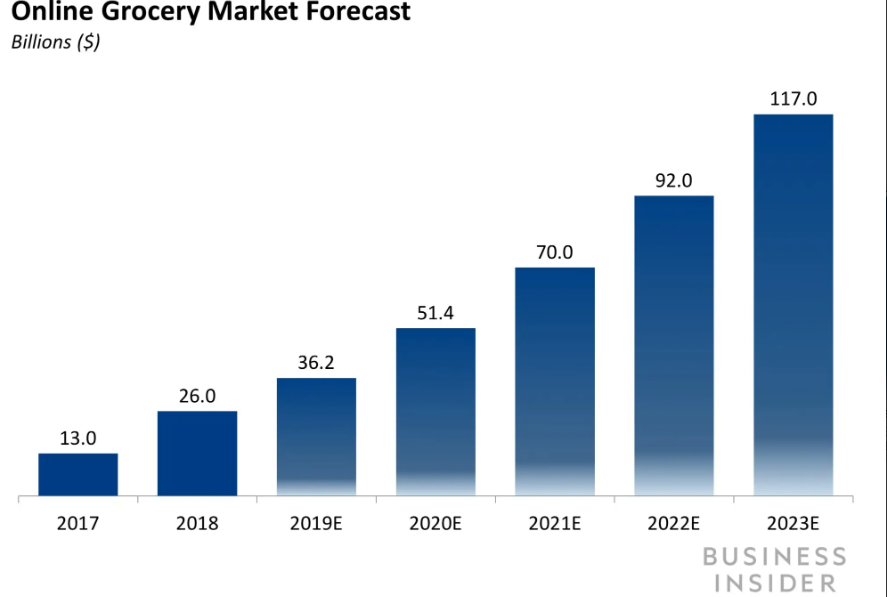 Online Grocery Market Forecast
Billions ($)
117.0
92.0
70.0
51.4
36.2
26.0
13.0
2017 2018 2019E 2020E 2021E 2022E 2023E
BUSINESS
INSIDER